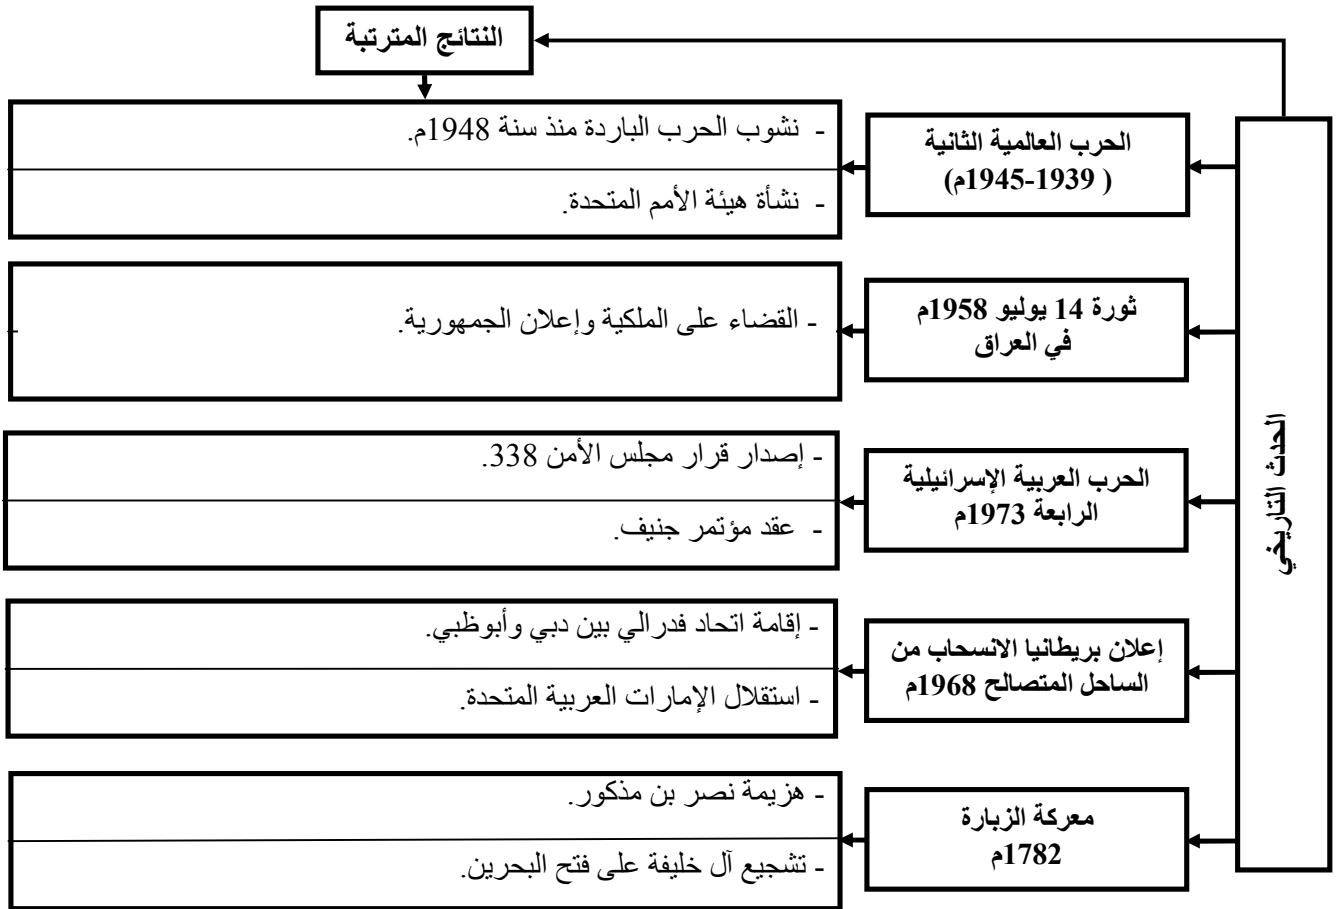 النتائج المترتبة
الحدث التاريخي
الحرب العالمية الثانية
( 1939-1945م)
- نشوب الحرب الباردة منذ سنة 1948م.
- نشأة هيئة الأمم المتحدة.
ثورة 14 يوليو 1958م
في العراق
- القضاء على الملكية وإعلان الجمهورية.
الحرب العربية الإسرائيلية
الرابعة 1973م
- إصدار قرار مجلس الأمن 338.
- عقد مؤتمر جنيف.
إعلان بريطانيا الانسحاب من
الساحل المتصالح 1968م
- إقامة اتحاد فدرالي بين دبي وأبوظبي.
- استقلال الإمارات العربية المتحدة.
معركة الزبارة
1782م
- هزيمة نصر بن مذكور.
- تشجيع آل خليفة على فتح البحرين.